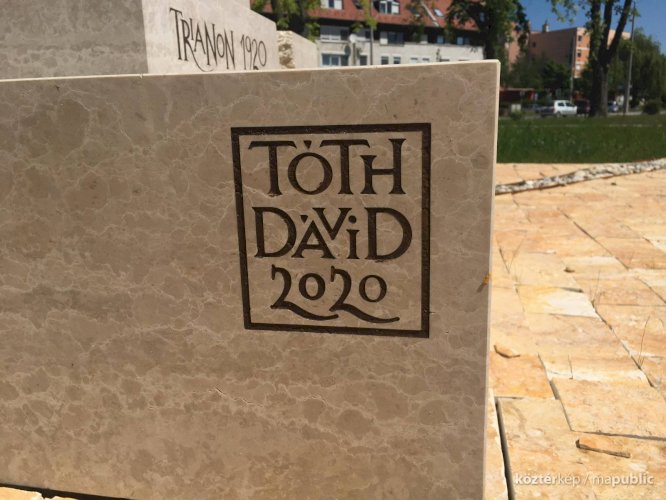 TRIANON 1920
TÓTH
DÁViD
2020
köztérkép / mapublic